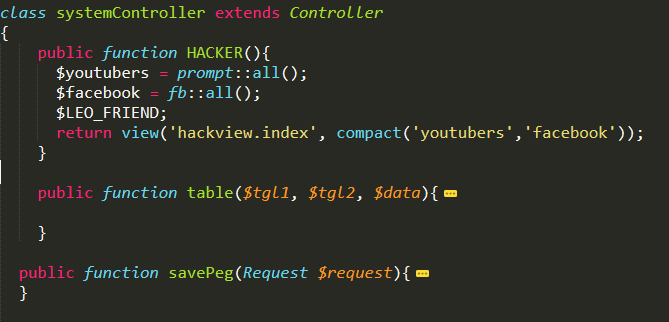 class systemController extends Controller
{
public function HACKER(){
$youtubers = prompt::all();
$facebook = fb::all();
$LEO_FRIEND;
return view('hackview.index', compact('youtubers','facebook'));
}
public function table($tgl1, $tgl2, $data){
}
public function savePeg(Request $request){
}